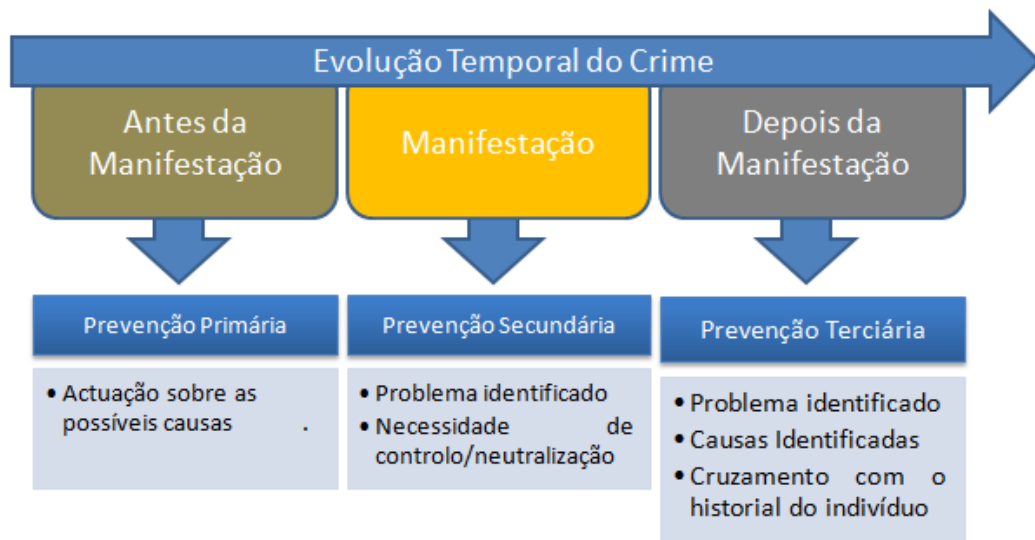 Evolução Temporal do Crime
Antes da
Manifestação
Manifestação
Depois da
Manifestação
Prevenção Primária
• Actuação sobre as
possíveis causas .
Prevenção Secundária
• Problema identificado
• Necessidade de
controlo/neutralização
Prevenção Terciária
• Problema identificado
• Causas Identificadas
• Cruzamento com o
historial do indivíduo